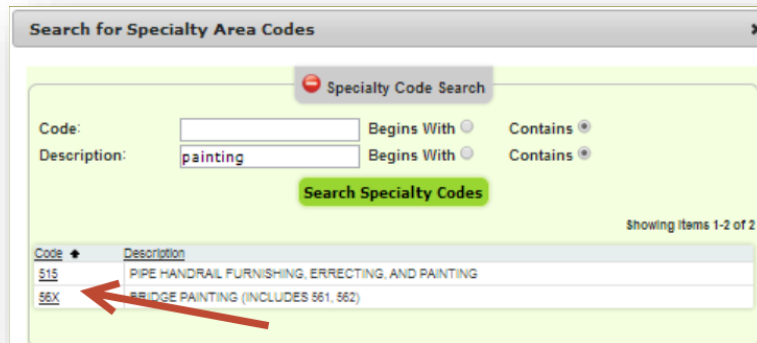 Search for Specialty Area Codes ×
Specialty Code Search
Code: Begins With Contains
Description: painting Begins With Contains
Search Specialty Codes
Showing Items 1-2 of 2
Code Description
515 PIPE HANDRAIL FURNISHING, ERRECTING, AND PAINTING
56X BRIDGE PAINTING (INCLUDES 561, 562)